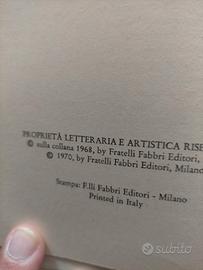 PROPRIETÀ LETTERARIA E ARTISTICA RISE
© sulla collana 1968, by Fratelli Fabbri Editori,
© 1970, by Fratelli Fabbri Editori, Milano
Stampa: F.lli Fabbri Editori - Milano
Printed in Italy
subito